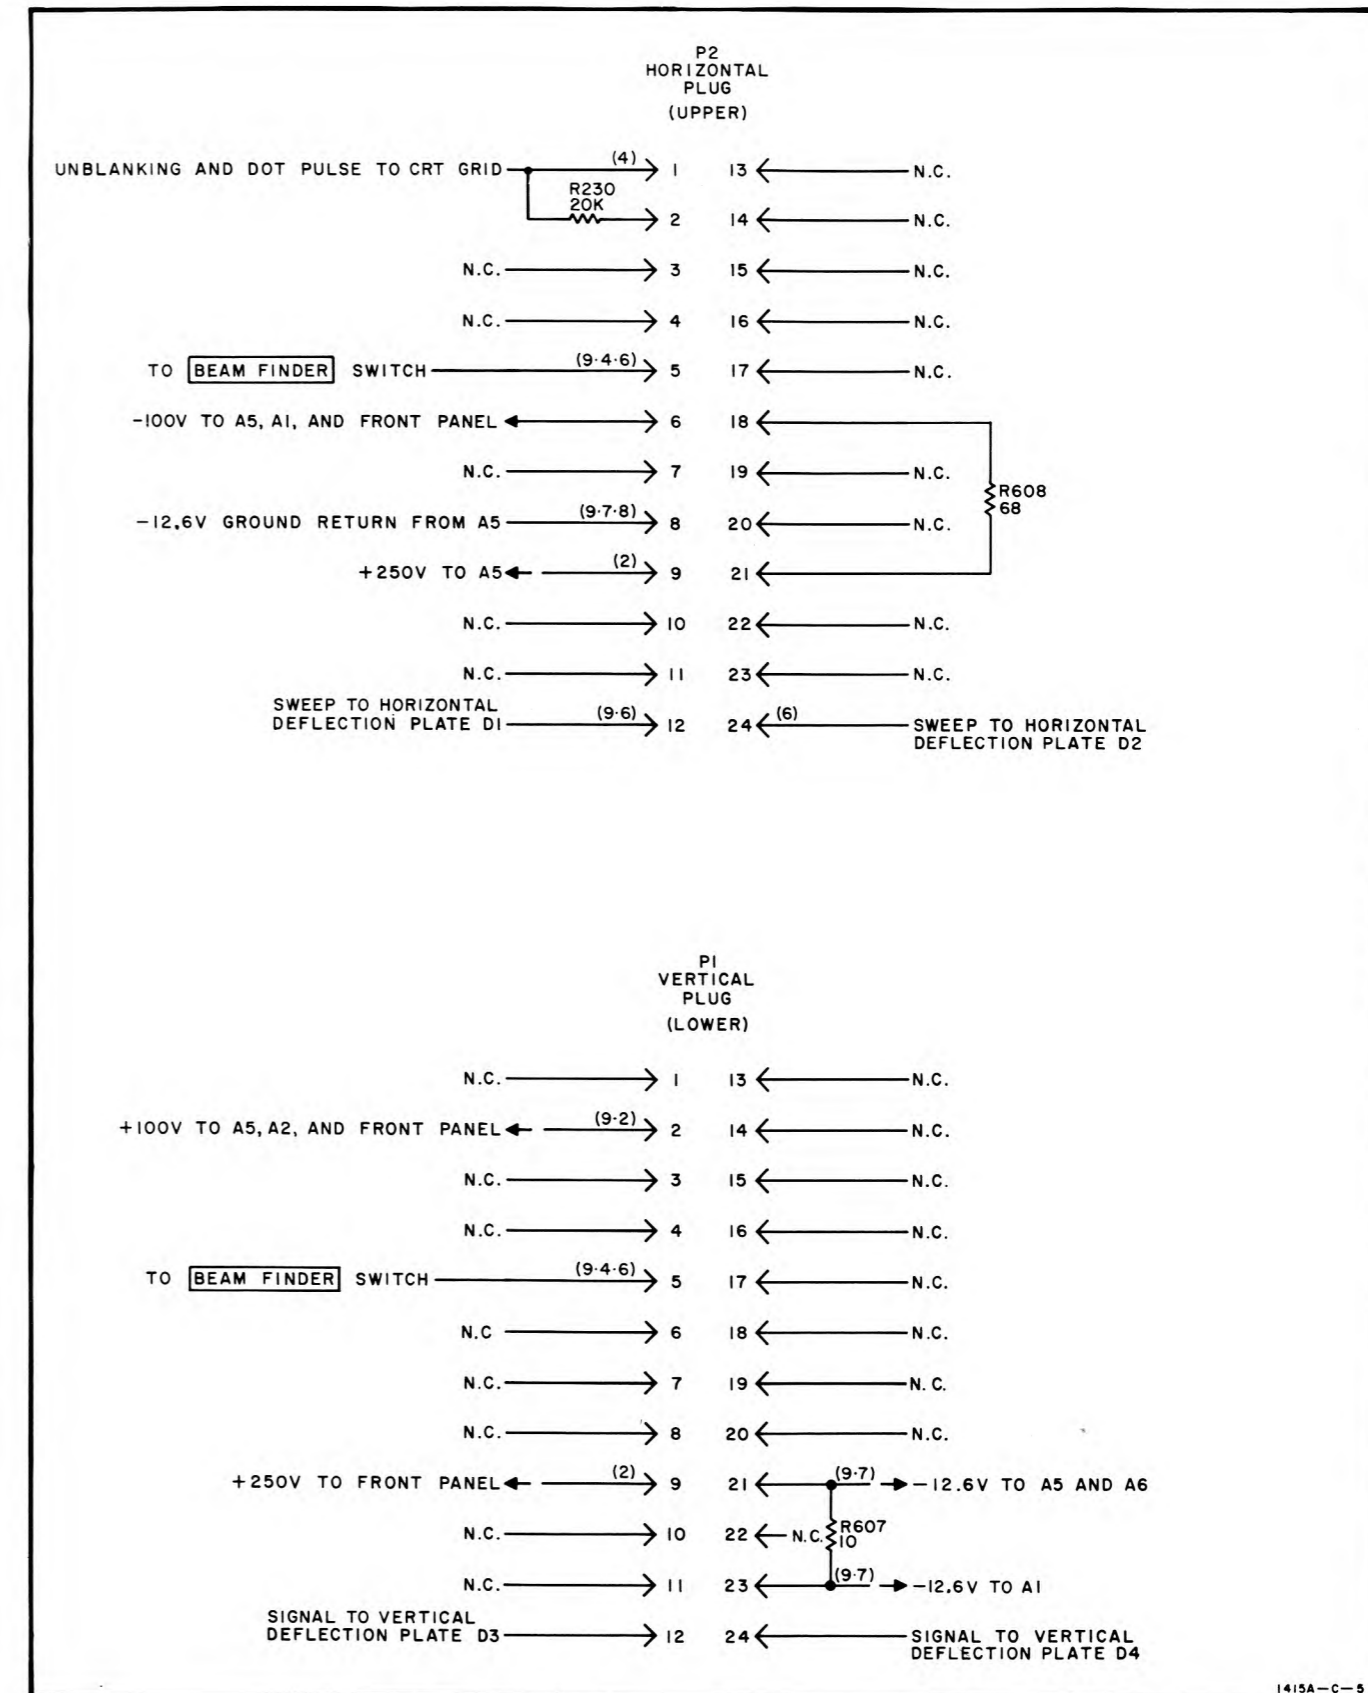 P2
HORIZONTAL
PLUG
(UPPER)
UNBLANKING AND DOT PULSE TO CRT GRID (4) 1 13 N.C.
R230
20K
2 14 N.C.
N.C. 3 15 N.C.
N.C. 4 16 N.C.
TO BEAM FINDER SWITCH (9·4·6) 5 17 N.C.
-100V TO A5, A1, AND FRONT PANEL 6 18
N.C. 7 19 N.C.
R608
68
-12.6V GROUND RETURN FROM A5 (9·7·8) 8 20 N.C.
+250V TO A5 (2) 9 21
N.C. 10 22 N.C.
N.C. 11 23 N.C.
SWEEP TO HORIZONTAL
DEFLECTION PLATE D1 (9·6) 12 24 (6) SWEEP TO HORIZONTAL
DEFLECTION PLATE D2
P1
VERTICAL
PLUG
(LOWER)
N.C. 1 13 N.C.
+100V TO A5, A2, AND FRONT PANEL (9·2) 2 14 N.C.
N.C. 3 15 N.C.
N.C. 4 16 N.C.
TO BEAM FINDER SWITCH (9·4·6) 5 17 N.C.
N.C 6 18 N.C.
N.C. 7 19 N.C.
N.C. 8 20 N.C.
+250V TO FRONT PANEL (2) 9 21 (9·7) -12.6V TO A5 AND A6
N.C. 10 22 N.C. R607
10
N.C. 11 23 (9·7) -12.6V TO A1
SIGNAL TO VERTICAL
DEFLECTION PLATE D3 12 24 SIGNAL TO VERTICAL
DEFLECTION PLATE D4
1415A-C-5